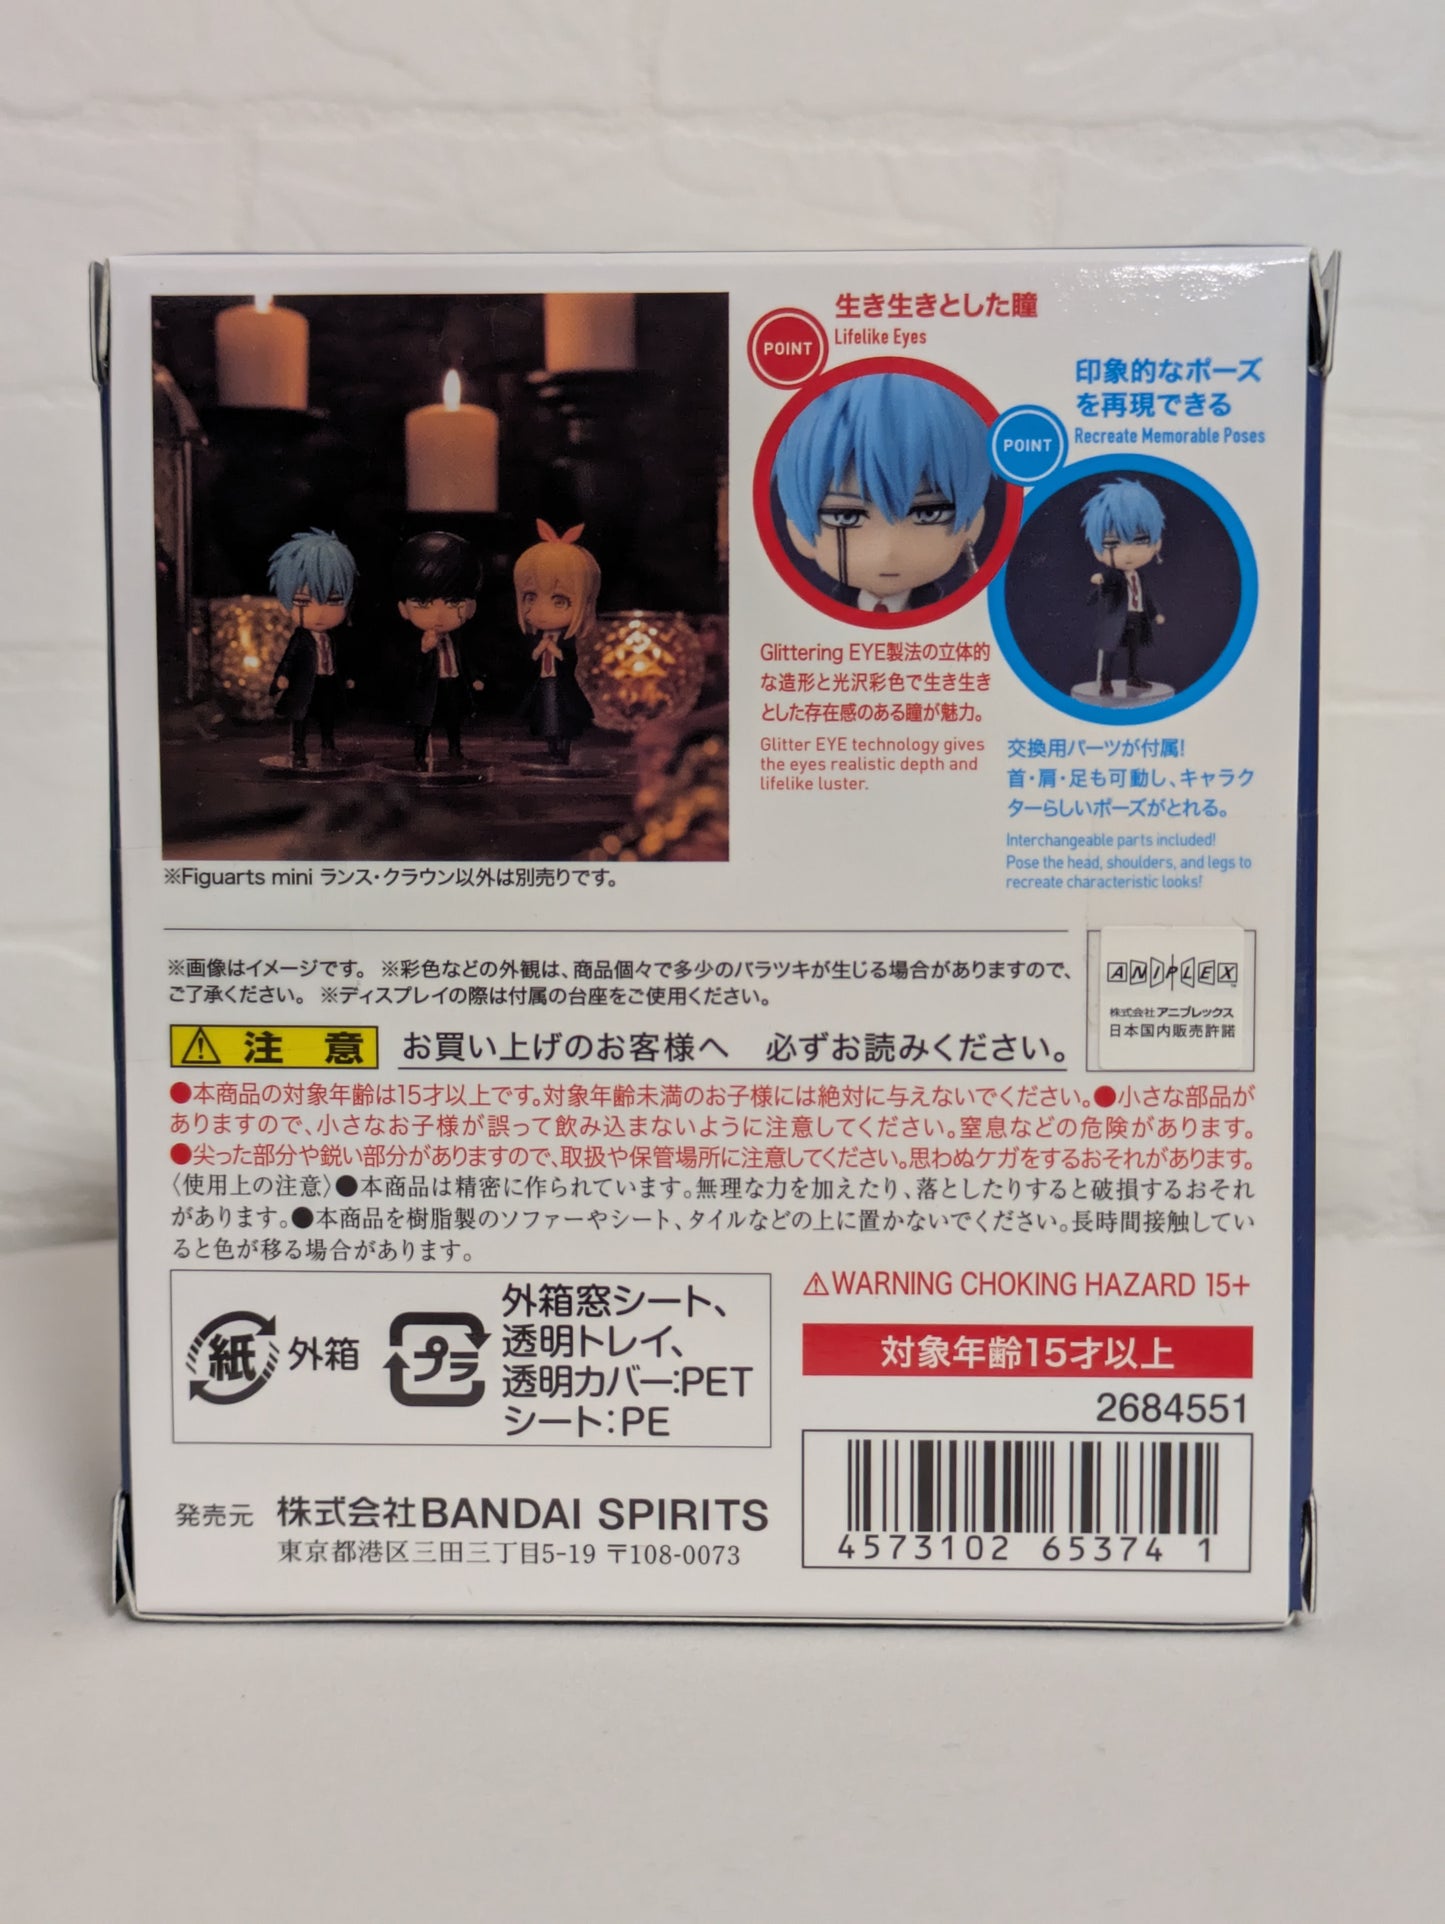 POINT
生き生きとした瞳
Lifelike Eyes
POINT
印象的なポーズ
を再現できる
Recreate Memorable Poses
Glittering EYE製法の立体的
な造形と光沢彩色で生き生き
とした存在感のある瞳が魅力。
Glitter EYE technology gives
the eyes realistic depth and
lifelike luster.
交換用パーツが付属!
首・肩・足も可動し、キャラク
ターらしいポーズがとれる。
Interchangeable parts included!
Pose the head, shoulders, and legs to
recreate characteristic looks!
※Figuarts mini ランス・クラウン以外は別売りです。
※画像はイメージです。 ※彩色などの外観は、商品個々で多少のバラツキが生じる場合がありますので、
ご了承ください。 ※ディスプレイの際は付属の台座をご使用ください。
ANIPLEX
株式会社アニプレックス
日本国内販売許諾
注 意 お買い上げのお客様へ 必ずお読みください。
●本商品の対象年齢は15才以上です。対象年齢未満のお子様には絶対に与えないでください。●小さな部品が
ありますので、小さなお子様が誤って飲み込まないように注意してください。窒息などの危険があります。
●尖った部分や鋭い部分がありますので、取扱や保管場所に注意してください。思わぬケガをするおそれがあります。
〈使用上の注意〉●本商品は精密に作られています。無理な力を加えたり、落としたりすると破損するおそれ
があります。●本商品を樹脂製のソファーやシート、タイルなどの上に置かないでください。長時間接触してい
ると色が移る場合があります。
紙 外箱
プラ
外箱窓シート、
透明トレイ、
透明カバー:PET
シート:PE
⚠WARNING CHOKING HAZARD 15+
対象年齢15才以上
2684551
4573102 65374 1
発売元 株式会社BANDAI SPIRITS
東京都港区三田三丁目5-19 〒108-0073